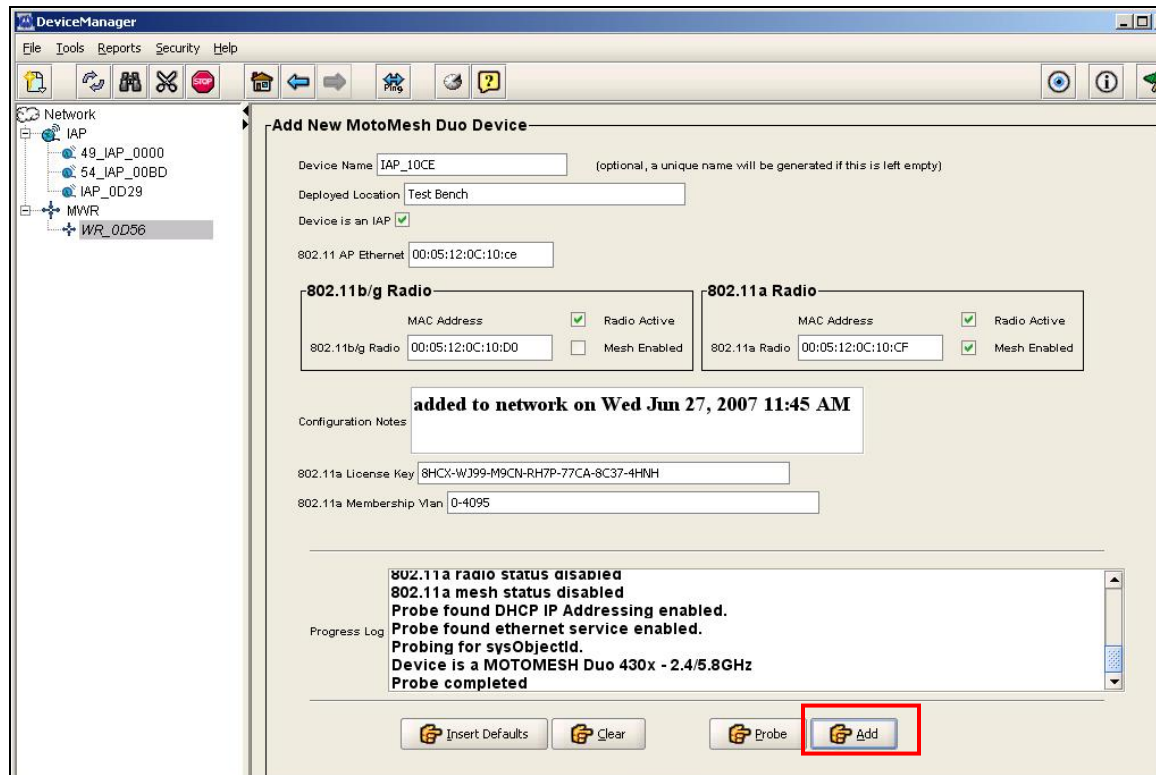 DeviceManager
File Tools Reports Security Help
STOP
Ping
Network
IAP
49_IAP_0000
54_IAP_00BD
IAP_0D29
MWR
WR_0D56
Add New MotoMesh Duo Device
Device Name IAP_10CE (optional, a unique name will be generated if this is left empty)
Deployed Location Test Bench
Device is an IAP
802.11 AP Ethernet 00:05:12:0C:10:ce
802.11b/g Radio
MAC Address Radio Active
802.11b/g Radio 00:05:12:0C:10:D0 Mesh Enabled
802.11a Radio
MAC Address Radio Active
802.11a Radio 00:05:12:0C:10:CF Mesh Enabled
Configuration Notes added to network on Wed Jun 27, 2007 11:45 AM
802.11a License Key 8HCX-WJ99-M9CN-RH7P-77CA-8C37-4HNH
802.11a Membership Vlan 0-4095
Progress Log
802.11a radio status disabled
802.11a mesh status disabled
Probe found DHCP IP Addressing enabled.
Probe found ethernet service enabled.
Probing for sysObjectId.
Device is a MOTOMESH Duo 430x - 2.4/5.8GHz
Probe completed
Insert Defaults Clear Probe Add